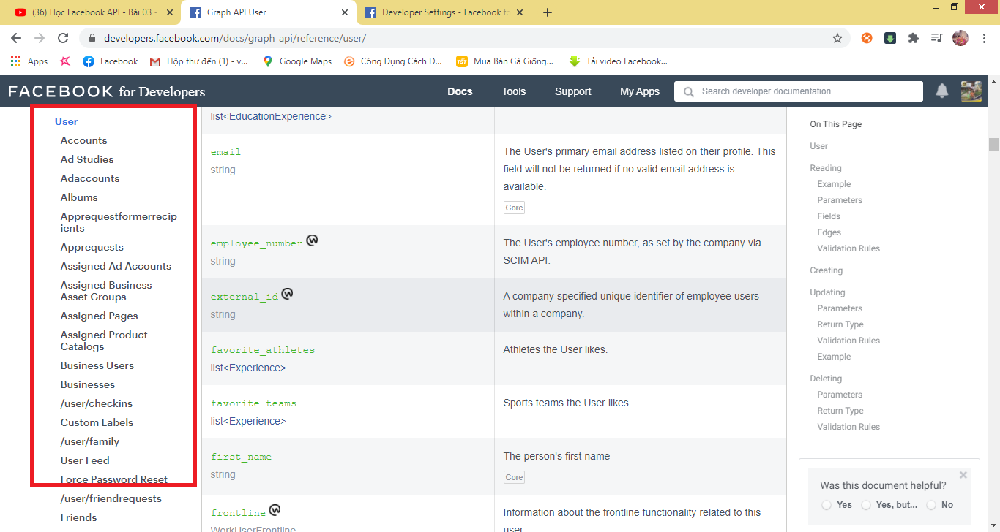 (36) Học Facebook API - Bài 03 -
Graph API User
Developer Settings - Facebook fo
developers.facebook.com/docs/graph-api/reference/user/
Apps
Facebook
Hộp thư đến (1) - v...
Google Maps
Công Dụng Cách D...
TỐT
Mua Bán Gà Giống...
Tải video Facebook...
FACEBOOK for Developers
Docs
Tools
Support
My Apps
Search developer documentation
User
Accounts
Ad Studies
Adaccounts
Albums
Apprequestformerrecip
ients
Apprequests
Assigned Ad Accounts
Assigned Business
Asset Groups
Assigned Pages
Assigned Product
Catalogs
Business Users
Businesses
/user/checkins
Custom Labels
/user/family
User Feed
Force Password Reset
/user/friendrequests
Friends
list<EducationExperience>
email
string
The User's primary email address listed on their profile. This
field will not be returned if no valid email address is
available.
Core
employee_number
string
The User's employee number, as set by the company via
SCIM API.
external_id
string
A company specified unique identifier of employee users
within a company.
favorite_athletes
list<Experience>
Athletes the User likes.
favorite_teams
list<Experience>
Sports teams the User likes.
first_name
string
The person's first name
Core
frontline
WorkUserFrontline
Information about the frontline functionality related to this
user
On This Page
User
Reading
Example
Parameters
Fields
Edges
Validation Rules
Creating
Updating
Parameters
Return Type
Validation Rules
Example
Deleting
Parameters
Return Type
Validation Rules
Was this document helpful?
Yes
Yes, but...
No